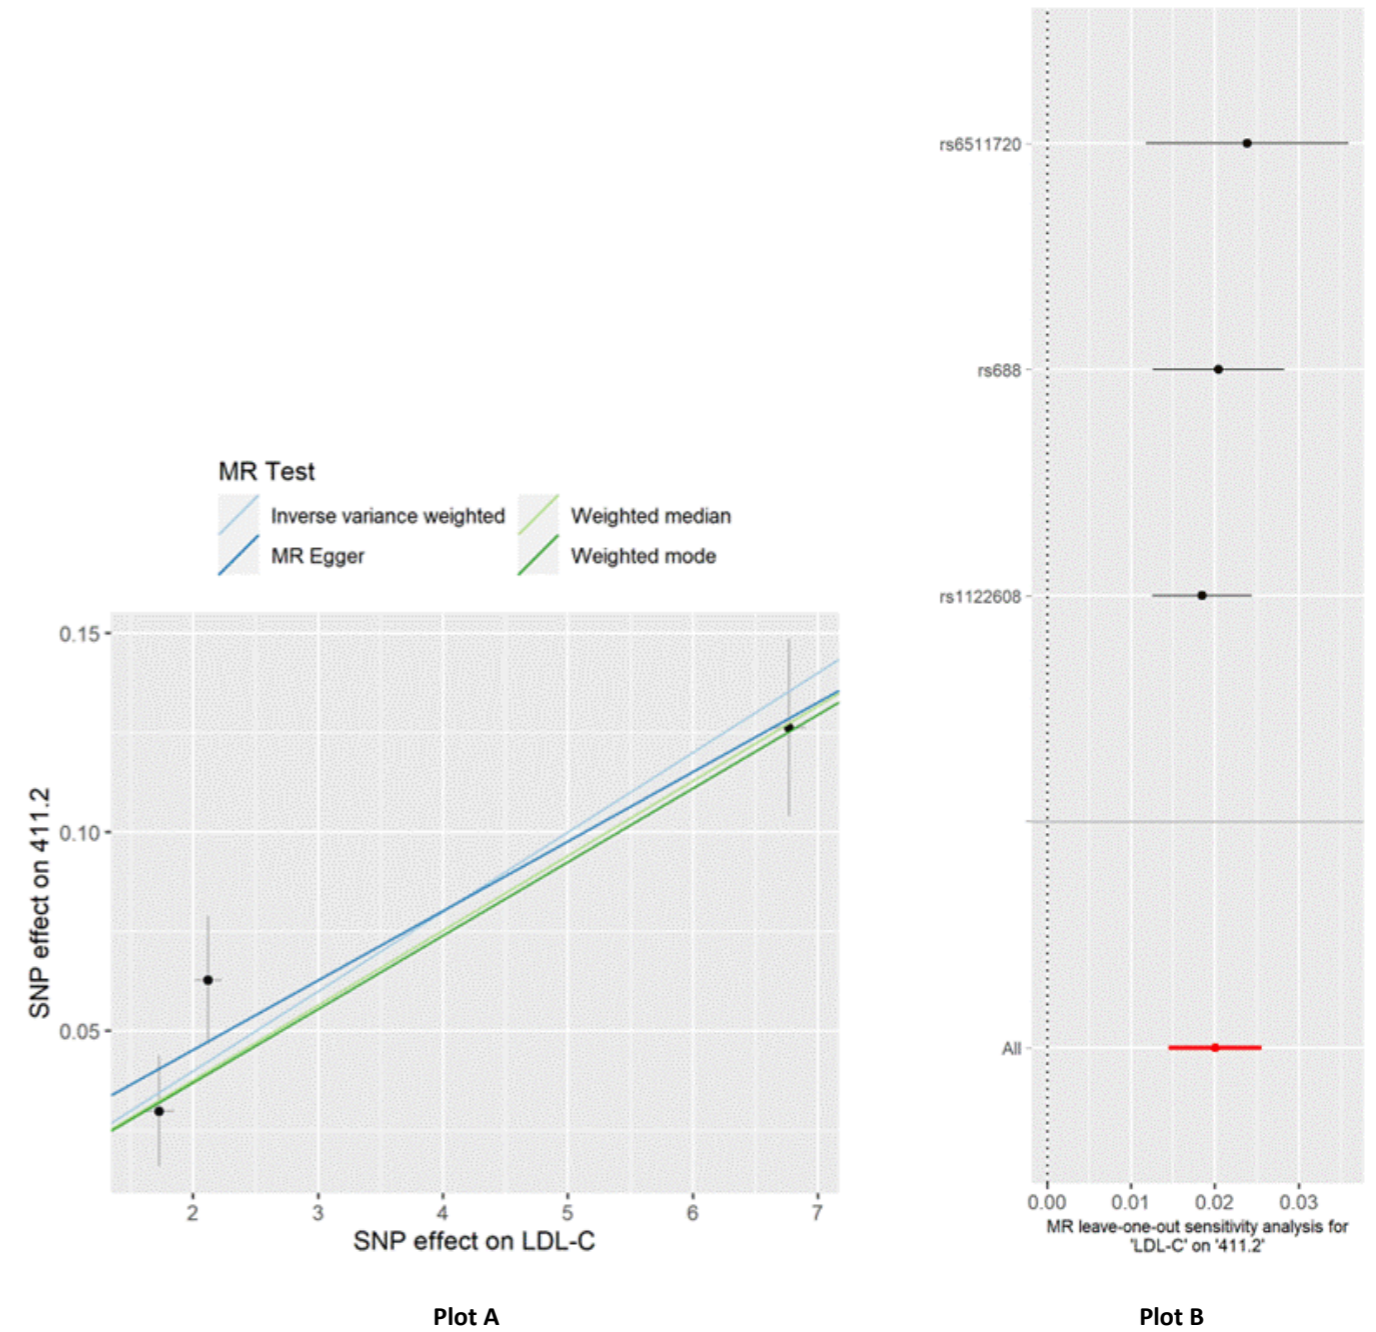 MR Test
Inverse variance weighted
Weighted median
MR Egger
Weighted mode
0.15
0.10
0.05
SNP effect on 411.2
2 3 4 5 6 7
SNP effect on LDL-C
Plot A
rs6511720
rs688
rs1122608
All
0.00 0.01 0.02 0.03
MR leave-one-out sensitivity analysis for
'LDL-C' on '411.2'
Plot B